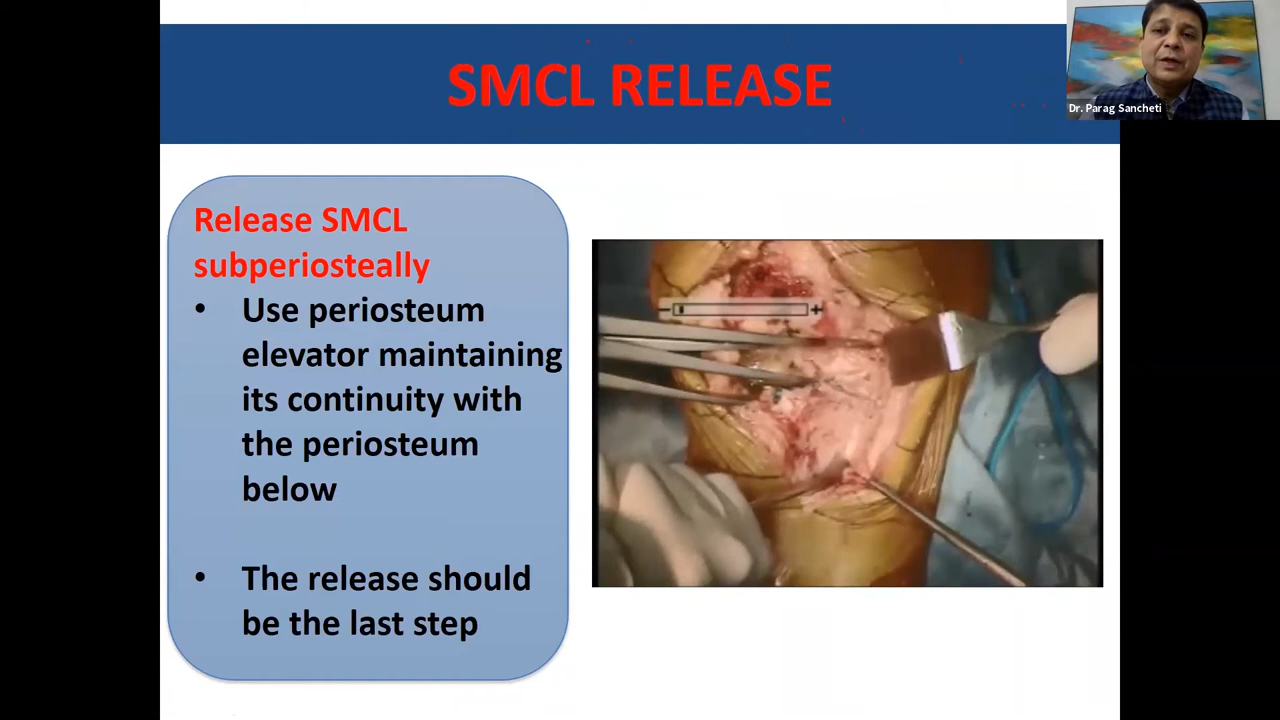 SMCL RELEASE
Dr. Parag Sancheti
Release SMCL
subperiosteally
• Use periosteum
elevator maintaining
its continuity with
the periosteum
below
• The release should
be the last step